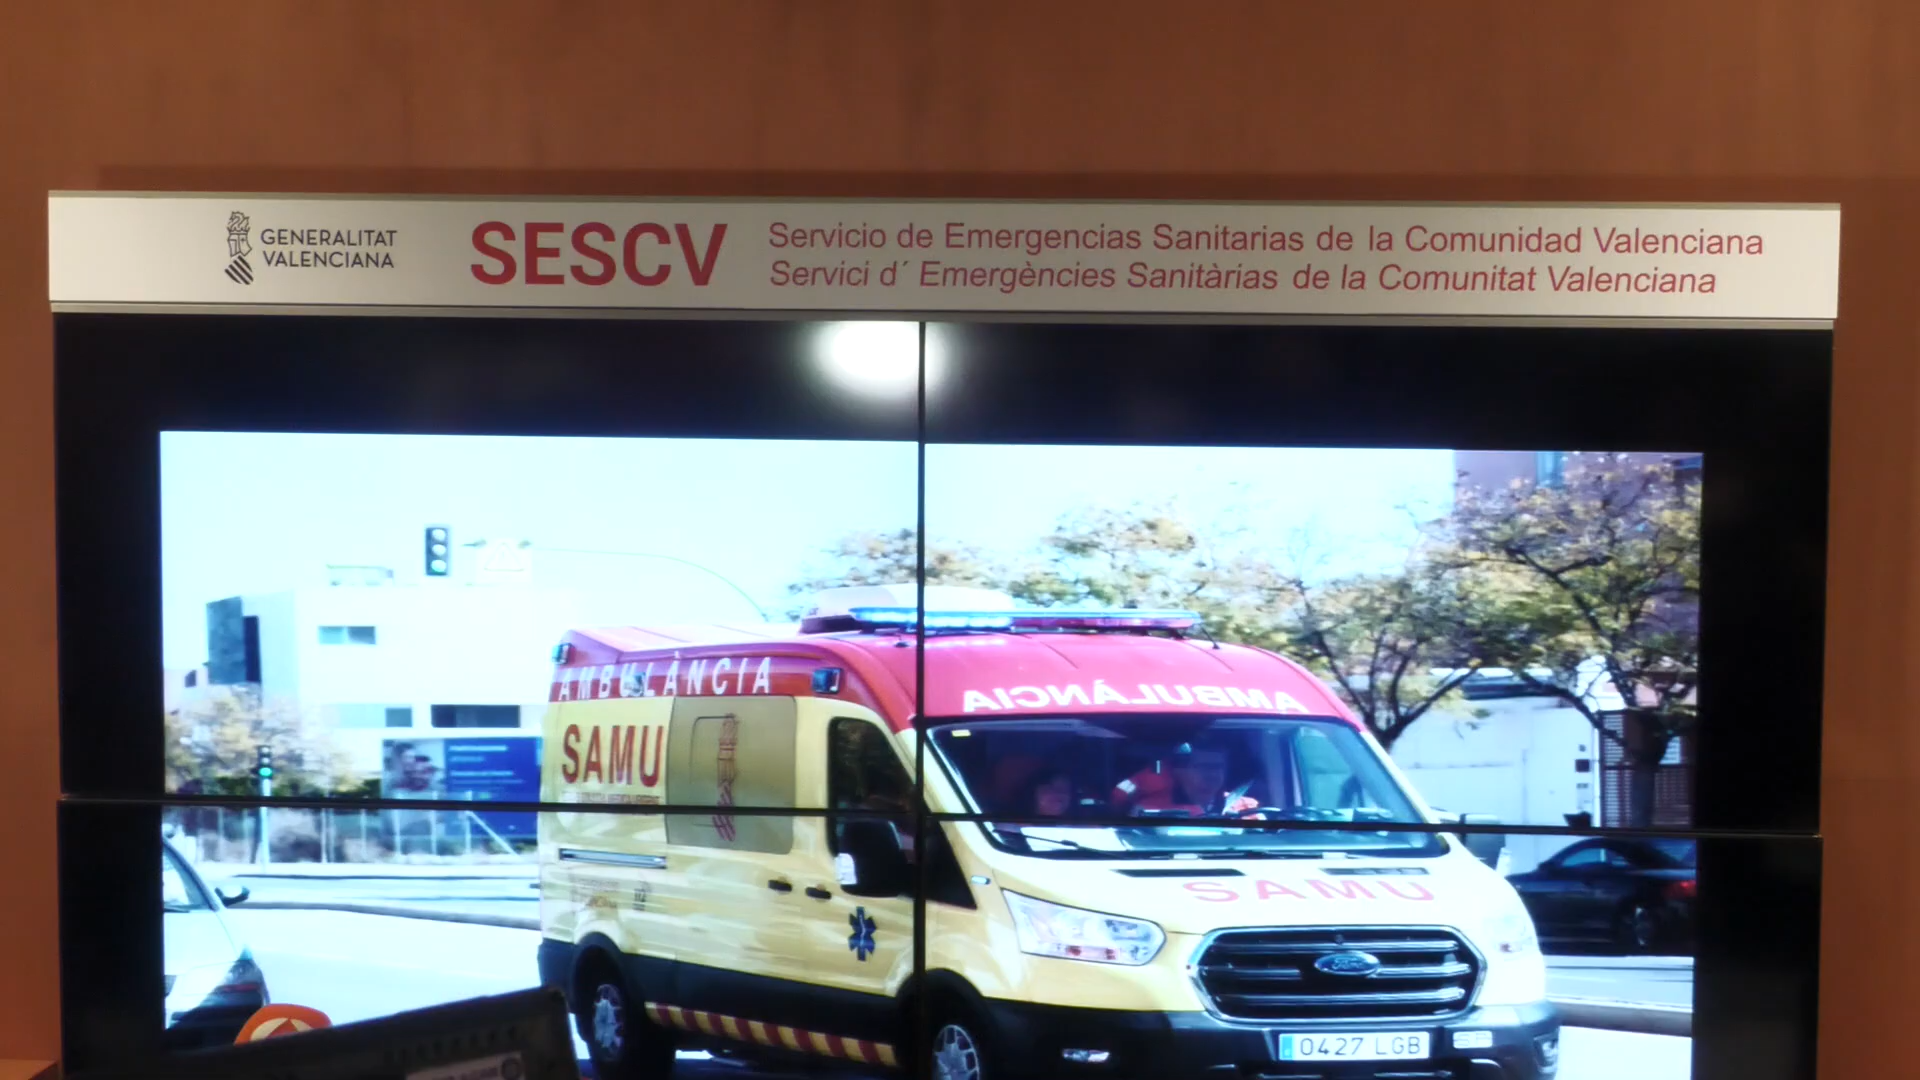 GENERALITAT
VALENCIANA
SESCV
Servicio de Emergencias Sanitarias de la Comunidad Valenciana
Servici d´ Emergències Sanitàrias de la Comunitat Valenciana
AMBULÀNCIA
AMBULÀNCIA
SAMU
SAMU
Ford
0427 LGB